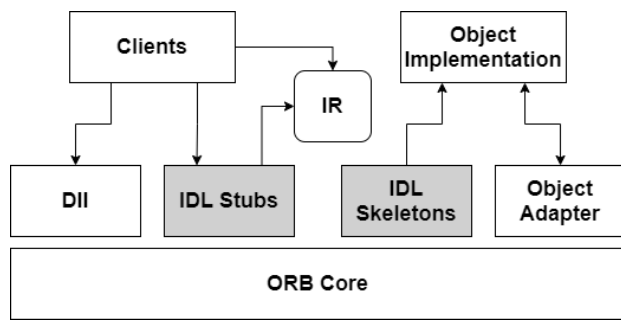 Clients
Object
Implementation
IR
DII
IDL Stubs
IDL
Skeletons
Object
Adapter
ORB Core